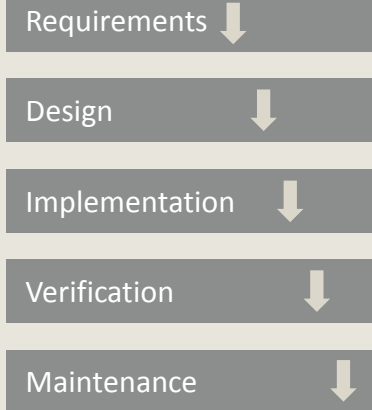 Requirements
Design
Implementation
Verification
Maintenance